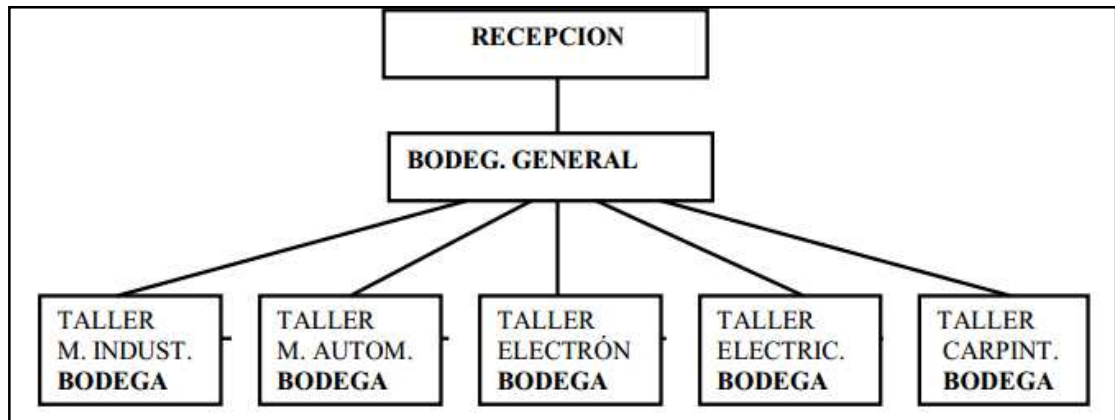 RECEPCION
BODEG. GENERAL
TALLER
M. INDUST.
BODEGA
TALLER
M. AUTOM.
BODEGA
TALLER
ELECTRÓN
BODEGA
TALLER
ELECTRIC.
BODEGA
TALLER
CARPINT.
BODEGA